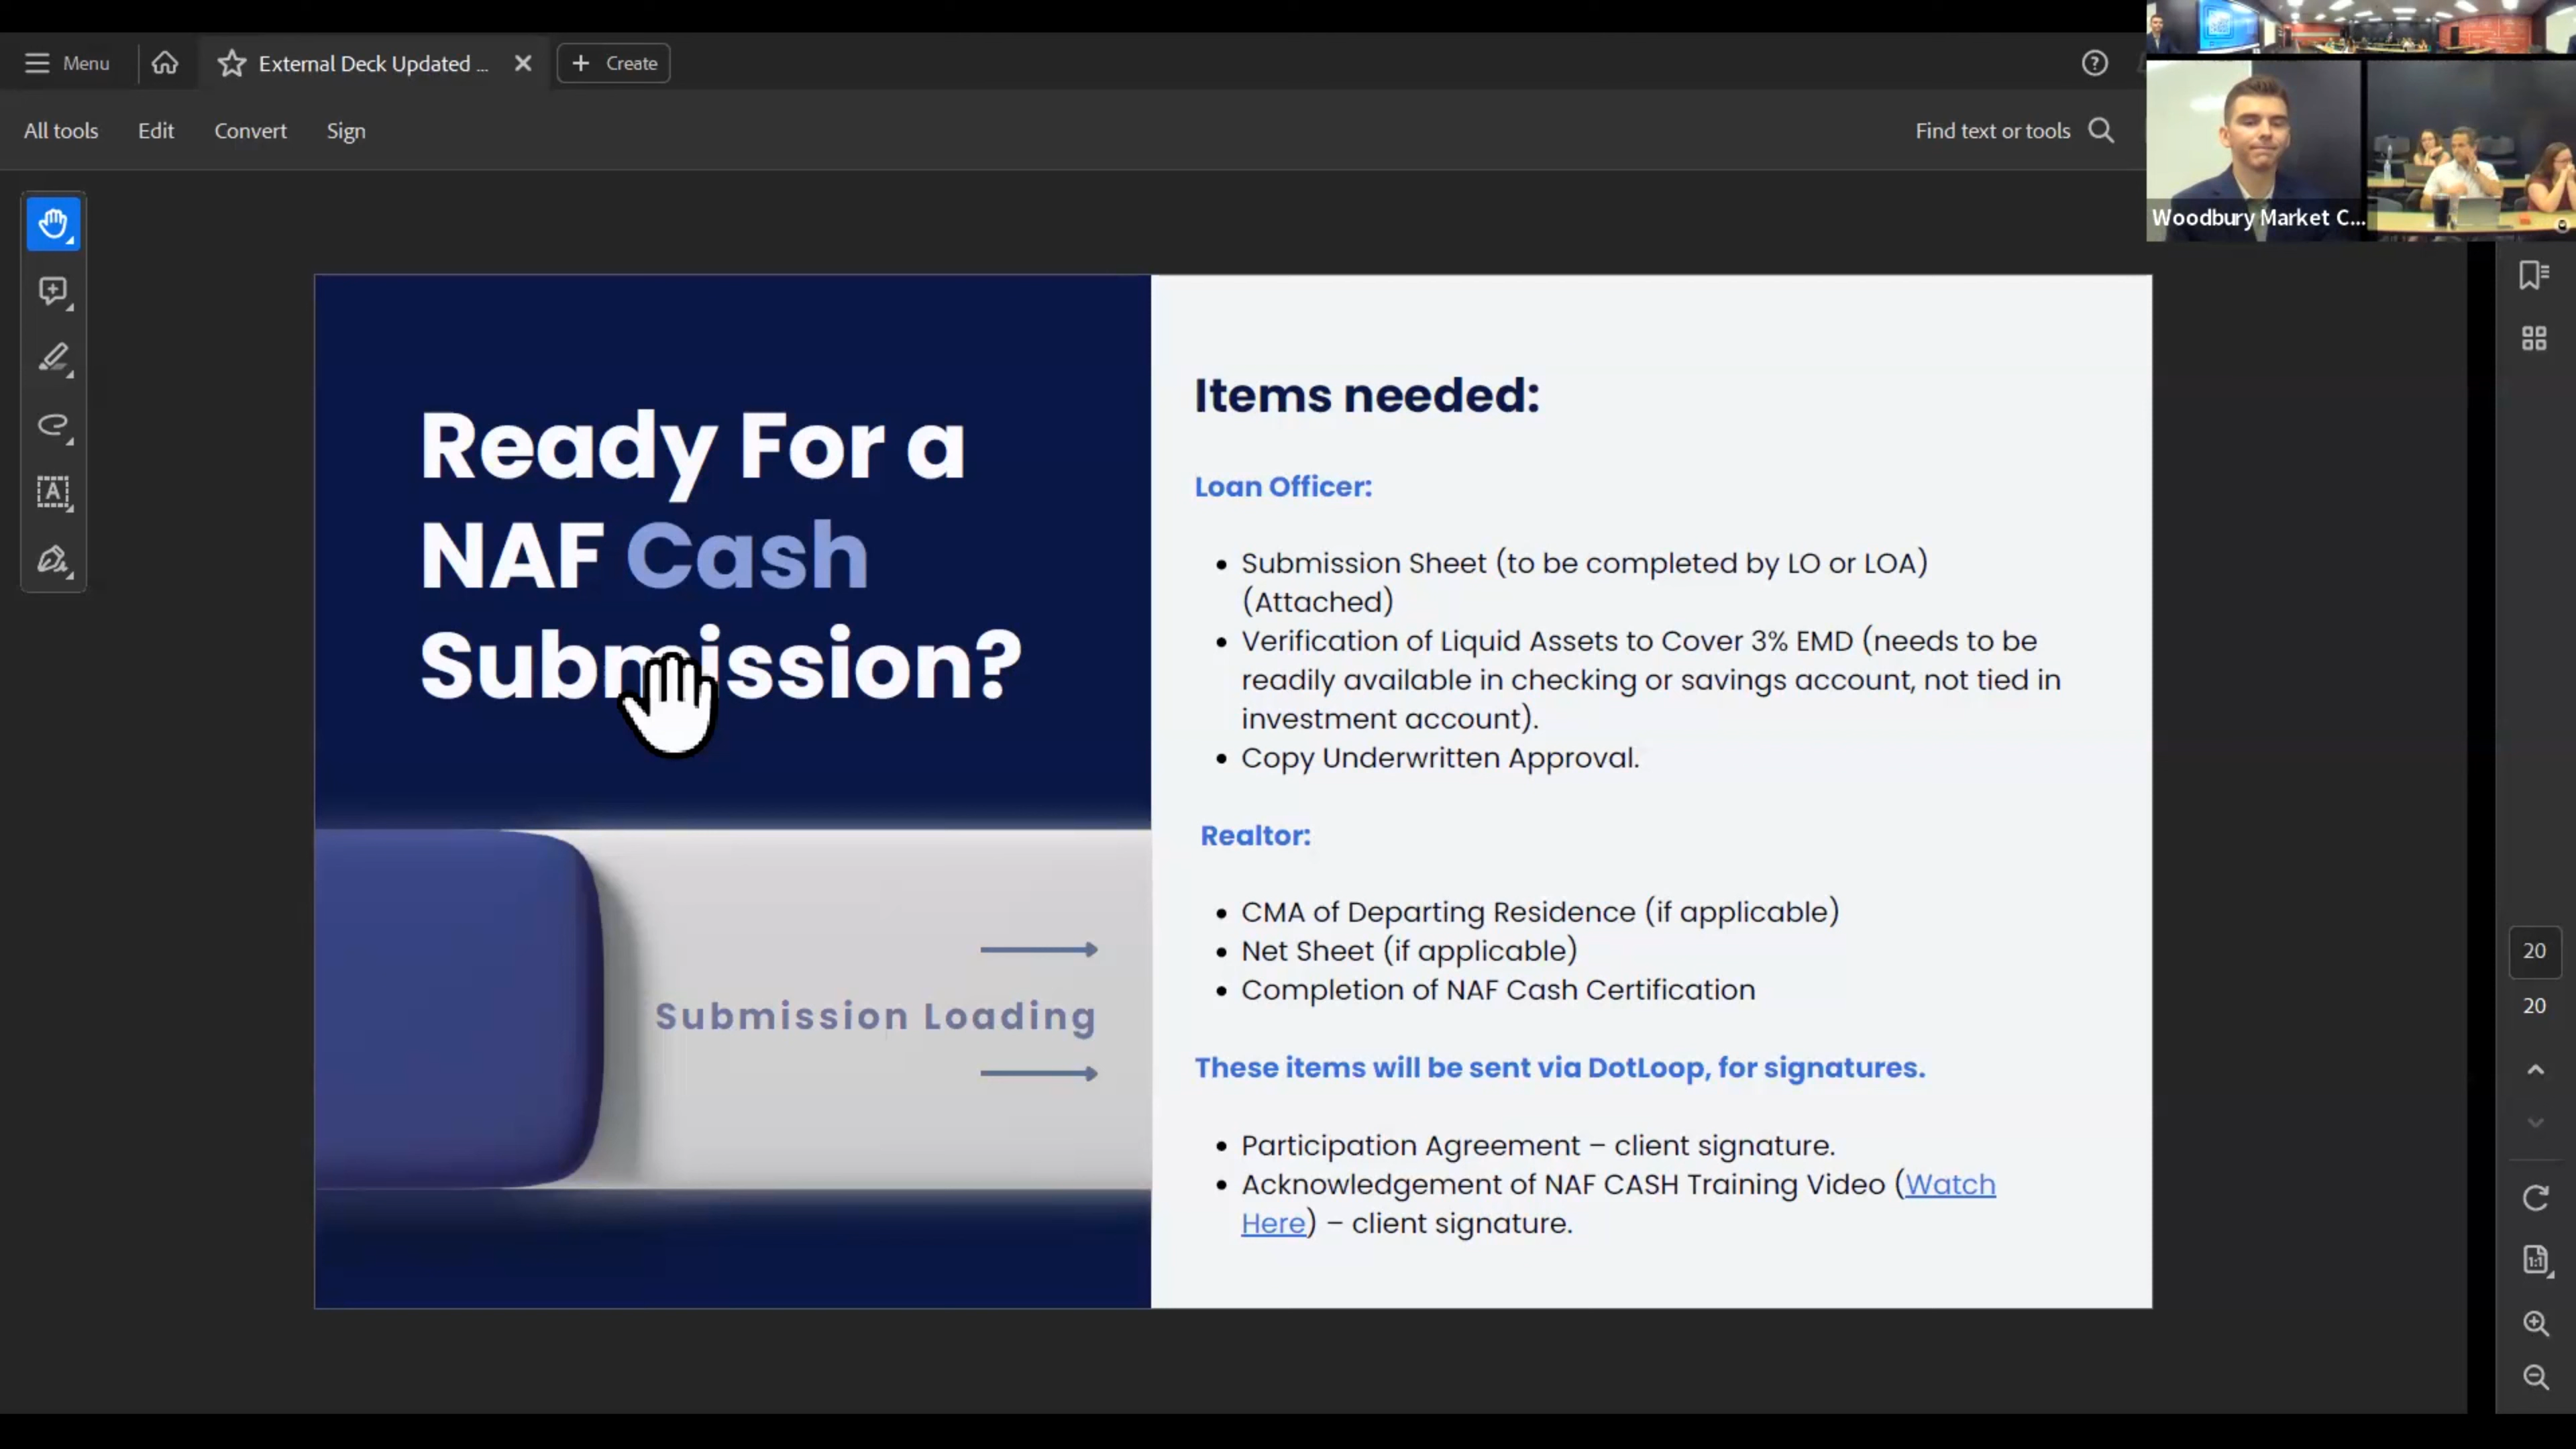 Menu
External Deck Updated ...
Create
All tools
Edit
Convert
Sign
Find text or tools
Woodbury Market C...
Ready For a
NAF Cash
Submission?
Submission Loading
Items needed:
Loan Officer:
• Submission Sheet (to be completed by LO or LOA)
(Attached)
• Verification of Liquid Assets to Cover 3% EMD (needs to be
readily available in checking or savings account, not tied in
investment account).
• Copy Underwritten Approval.
Realtor:
• CMA of Departing Residence (if applicable)
• Net Sheet (if applicable)
• Completion of NAF Cash Certification
These items will be sent via DotLoop, for signatures.
• Participation Agreement – client signature.
• Acknowledgement of NAF CASH Training Video (Watch
Here) – client signature.
20
20
1:1